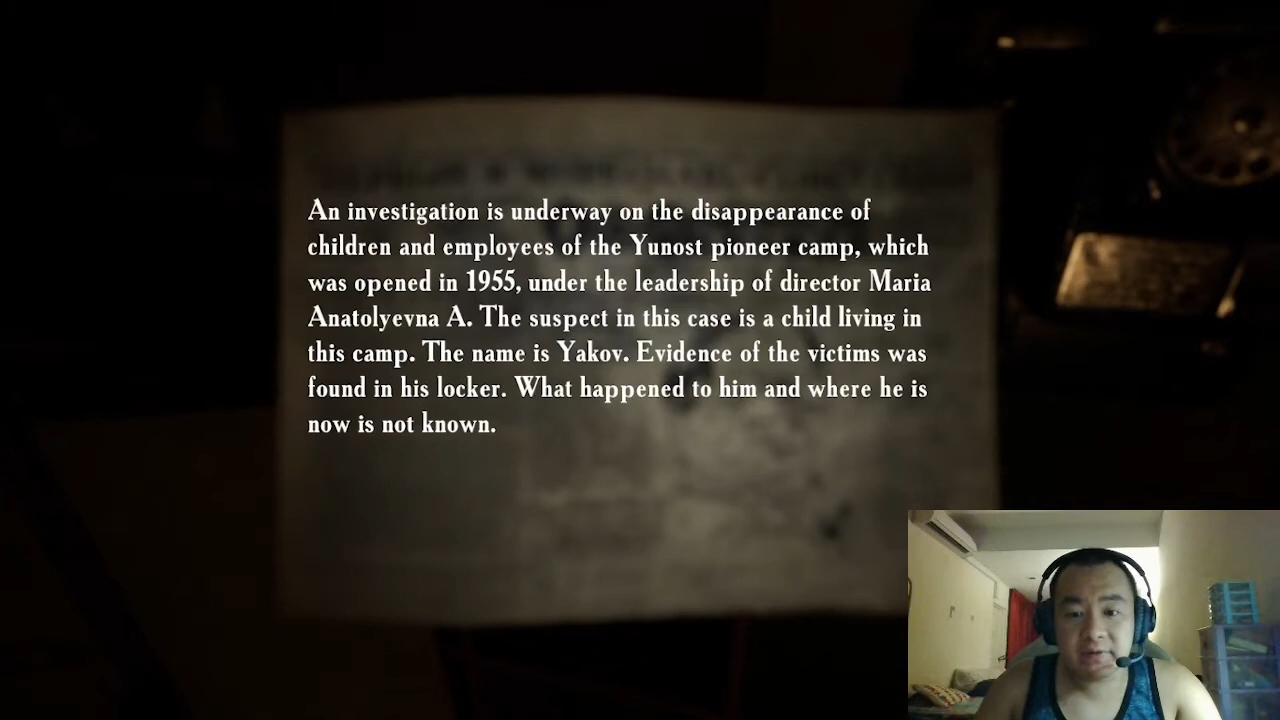 An investigation is underway on the disappearance of
children and employees of the Yunost pioneer camp, which
was opened in 1955, under the leadership of director Maria
Anatolyevna A. The suspect in this case is a child living in
this camp. The name is Yakov. Evidence of the victims was
found in his locker. What happened to him and where he is
now is not known.